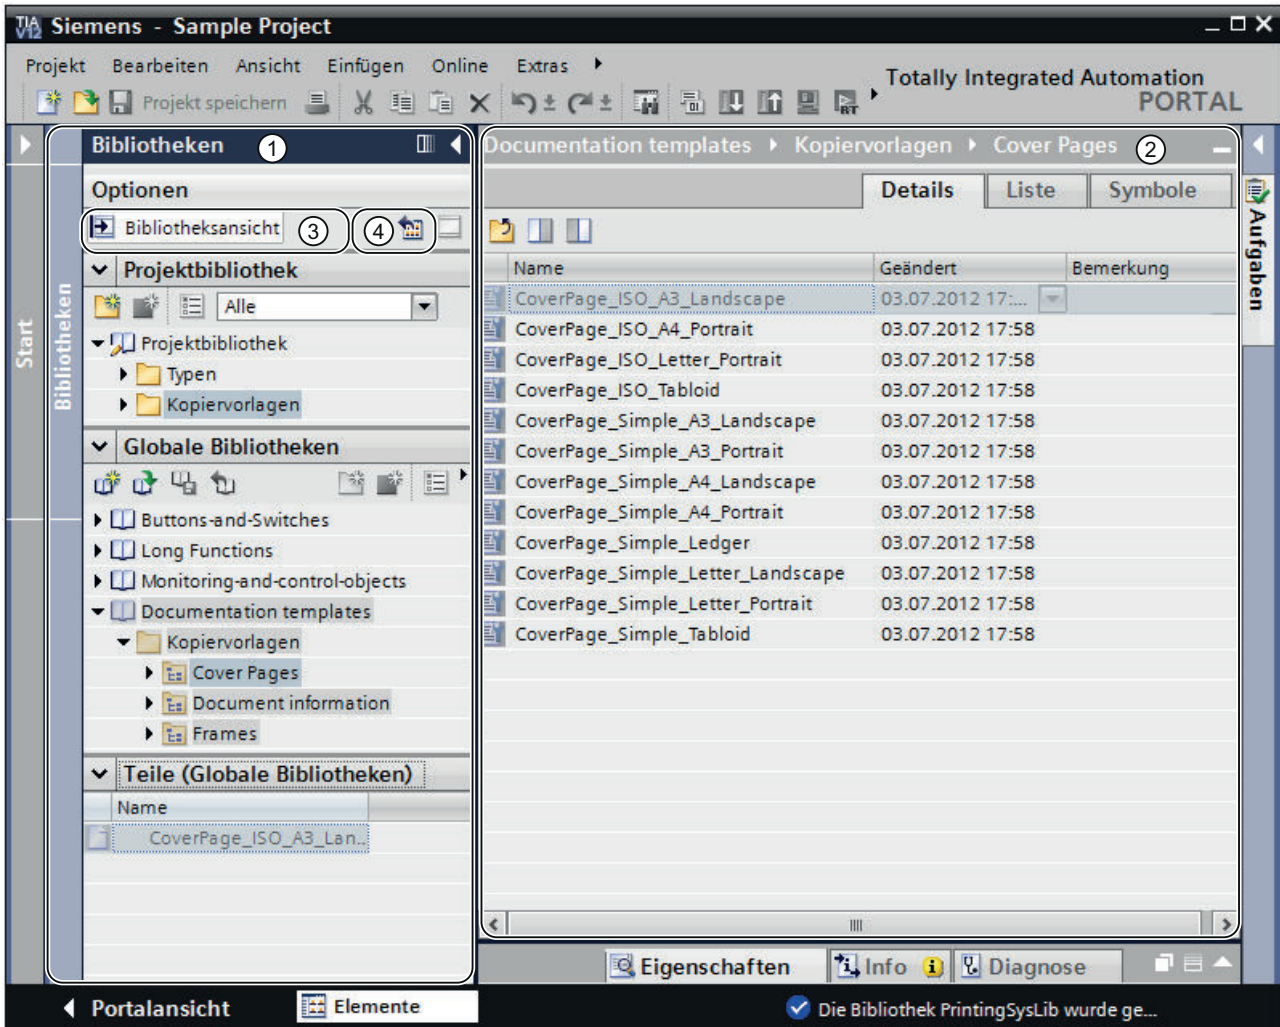 TIA V12 Siemens - Sample Project
Projekt Bearbeiten Ansicht Einfügen Online Extras
Totally Integrated Automation
PORTAL
Projekt speichern
Bibliotheken 1
Documentation templates Kopiervorlagen Cover Pages 2
Optionen
Details Liste Symbole
Bibliotheksansicht 3 4
Projektbibliothek
Name Geändert Bemerkung
Alle
Projektbibliothek
Typen
Kopiervorlagen
Globale Bibliotheken
Buttons-and-Switches
Long Functions
Monitoring-and-control-objects
Documentation templates
Kopiervorlagen
Cover Pages
Document information
Frames
Teile (Globale Bibliotheken)
Name
CoverPage_ISO_A3_Lan..
CoverPage_ISO_A3_Landscape 03.07.2012 17:...
CoverPage_ISO_A4_Portrait 03.07.2012 17:58
CoverPage_ISO_Letter_Portrait 03.07.2012 17:58
CoverPage_ISO_Tabloid 03.07.2012 17:58
CoverPage_Simple_A3_Landscape 03.07.2012 17:58
CoverPage_Simple_A3_Portrait 03.07.2012 17:58
CoverPage_Simple_A4_Landscape 03.07.2012 17:58
CoverPage_Simple_A4_Portrait 03.07.2012 17:58
CoverPage_Simple_Ledger 03.07.2012 17:58
CoverPage_Simple_Letter_Landscape 03.07.2012 17:58
CoverPage_Simple_Letter_Portrait 03.07.2012 17:58
CoverPage_Simple_Tabloid 03.07.2012 17:58
Start
Bibliotheken
Aufgaben
Eigenschaften Info Diagnose
Portalansicht Elemente Die Bibliothek PrintingSysLib wurde ge...